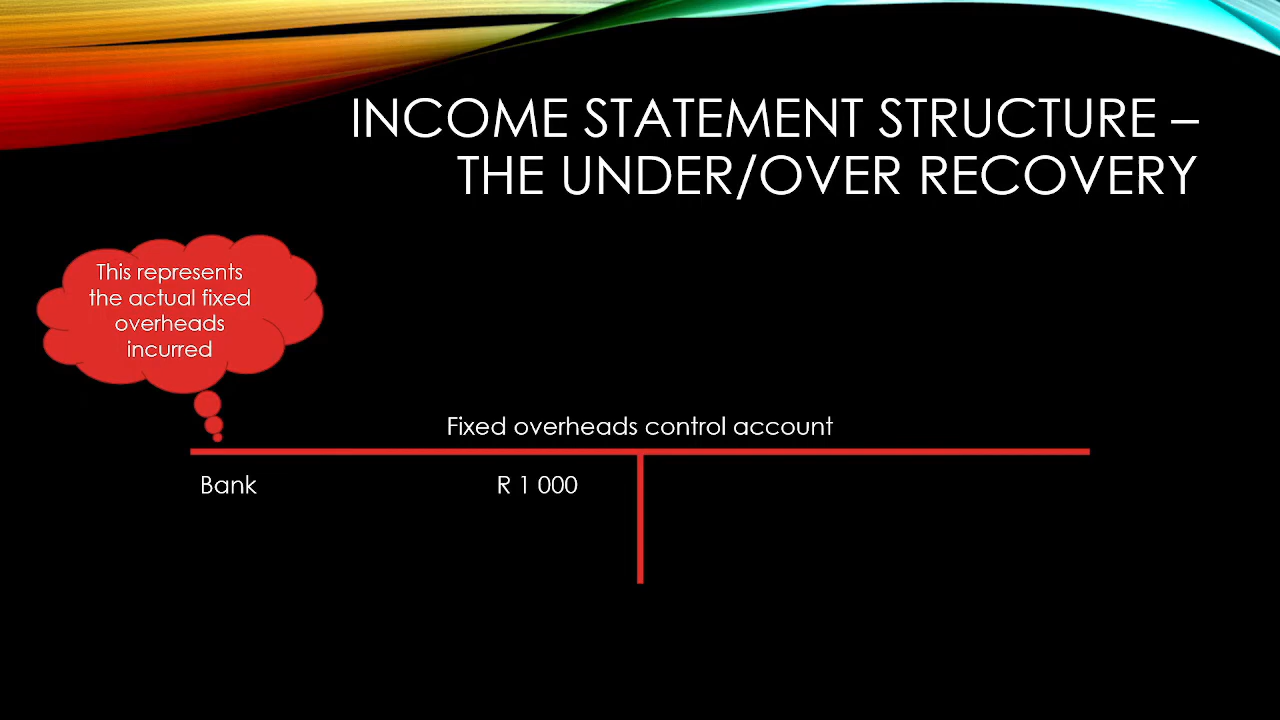 INCOME STATEMENT STRUCTURE –
THE UNDER/OVER RECOVERY
This represents
the actual fixed
overheads
incurred
Fixed overheads control account
Bank R 1 000